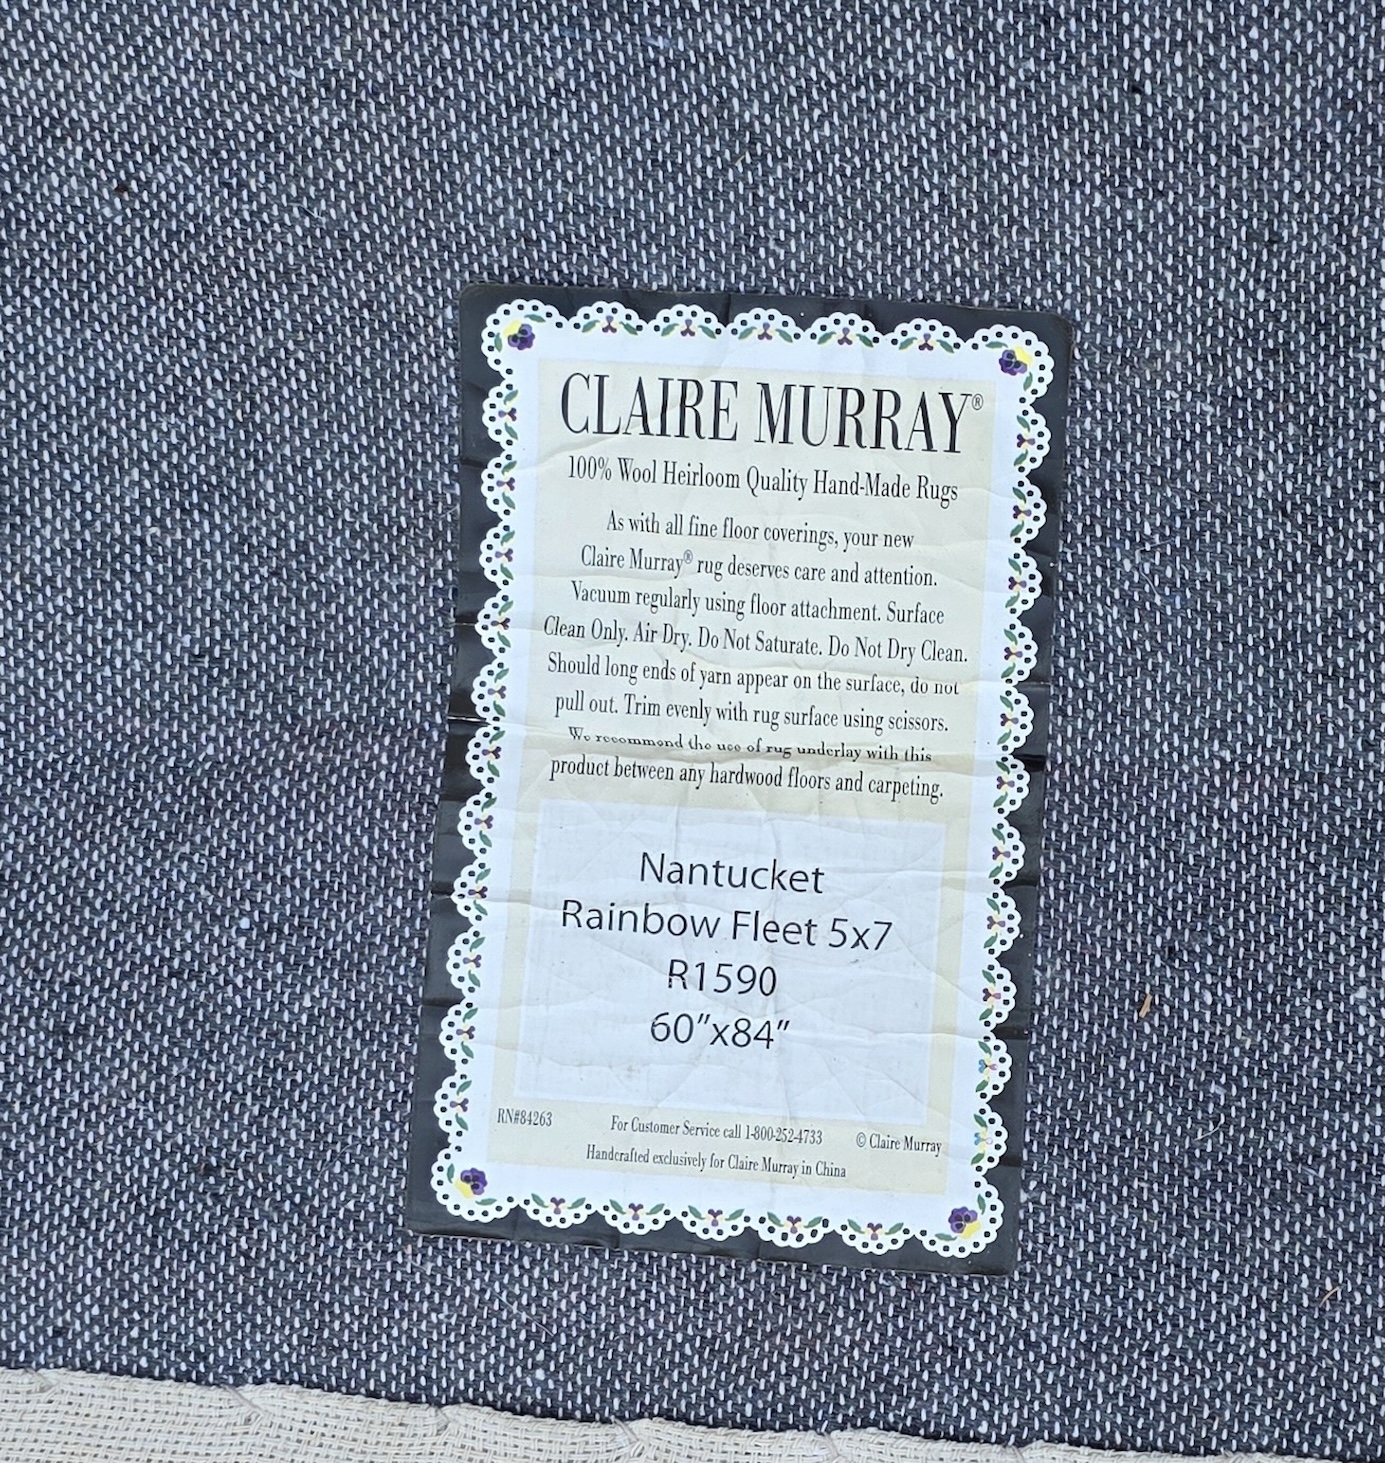 CLAIRE MURRAY®
100% Wool Heirloom Quality Hand-Made Rugs
As with all fine floor coverings, your new
Claire Murray® rug deserves care and attention.
Vacuum regularly using floor attachment. Surface
Clean Only. Air Dry. Do Not Saturate. Do Not Dry Clean.
Should long ends of yarn appear on the surface, do not
pull out. Trim evenly with rug surface using scissors.
We recommend the use of rug underlay with this
product between any hardwood floors and carpeting.
Nantucket
Rainbow Fleet 5x7
R1590
60”x84”
RN#84263 For Customer Service call 1-800-252-4733 © Claire Murray
Handcrafted exclusively for Claire Murray in China